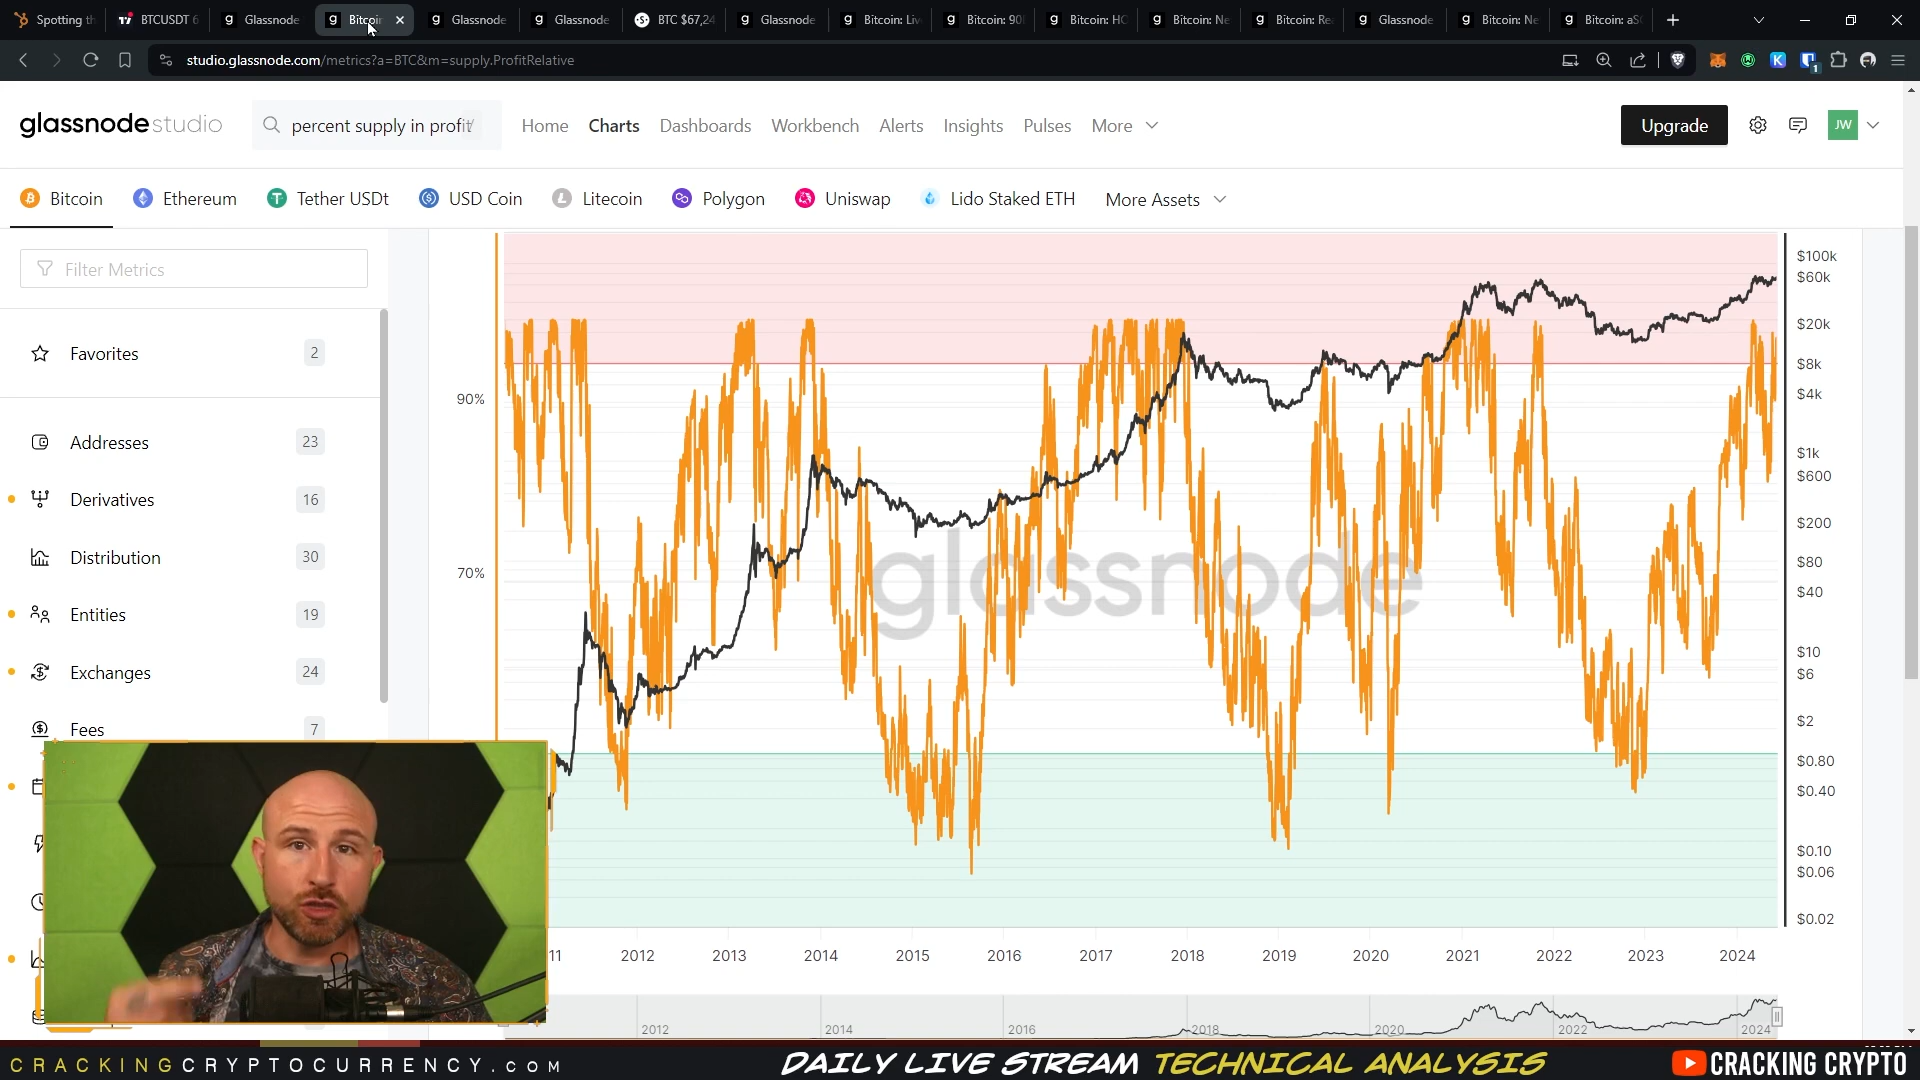 Spotting th
BTCUSDT 6
Glassnode
Bitcoin
Glassnode
Glassnode
BTC $67,24
Glassnode
Bitcoin: Liv
Bitcoin: 90
Bitcoin: HO
Bitcoin: Ne
Bitcoin: Re
Glassnode
Bitcoin: Ne
Bitcoin: aS
studio.glassnode.com/metrics?a=BTC&m=supply.ProfitRelative
glassnodestudio
percent supply in profit
Home
Charts
Dashboards
Workbench
Alerts
Insights
Pulses
More
Upgrade
JW
Bitcoin
Ethereum
Tether USDt
USD Coin
Litecoin
Polygon
Uniswap
Lido Staked ETH
More Assets
Filter Metrics
Favorites 2
Addresses 23
Derivatives 16
Distribution 30
Entities 19
Exchanges 24
Fees 7
90%
70%
glassnode
$100k
$60k
$20k
$8k
$4k
$1k
$600
$200
$80
$40
$10
$6
$2
$0.80
$0.40
$0.10
$0.06
$0.02
11 2012 2013 2014 2015 2016 2017 2018 2019 2020 2021 2022 2023 2024
2012 2014 2016 2018 2020 2022 2024
CRACKINGCRYPTOCURRENCY.COM
DAILY LIVE STREAM TECHNICAL ANALYSIS
CRACKING CRYPTO